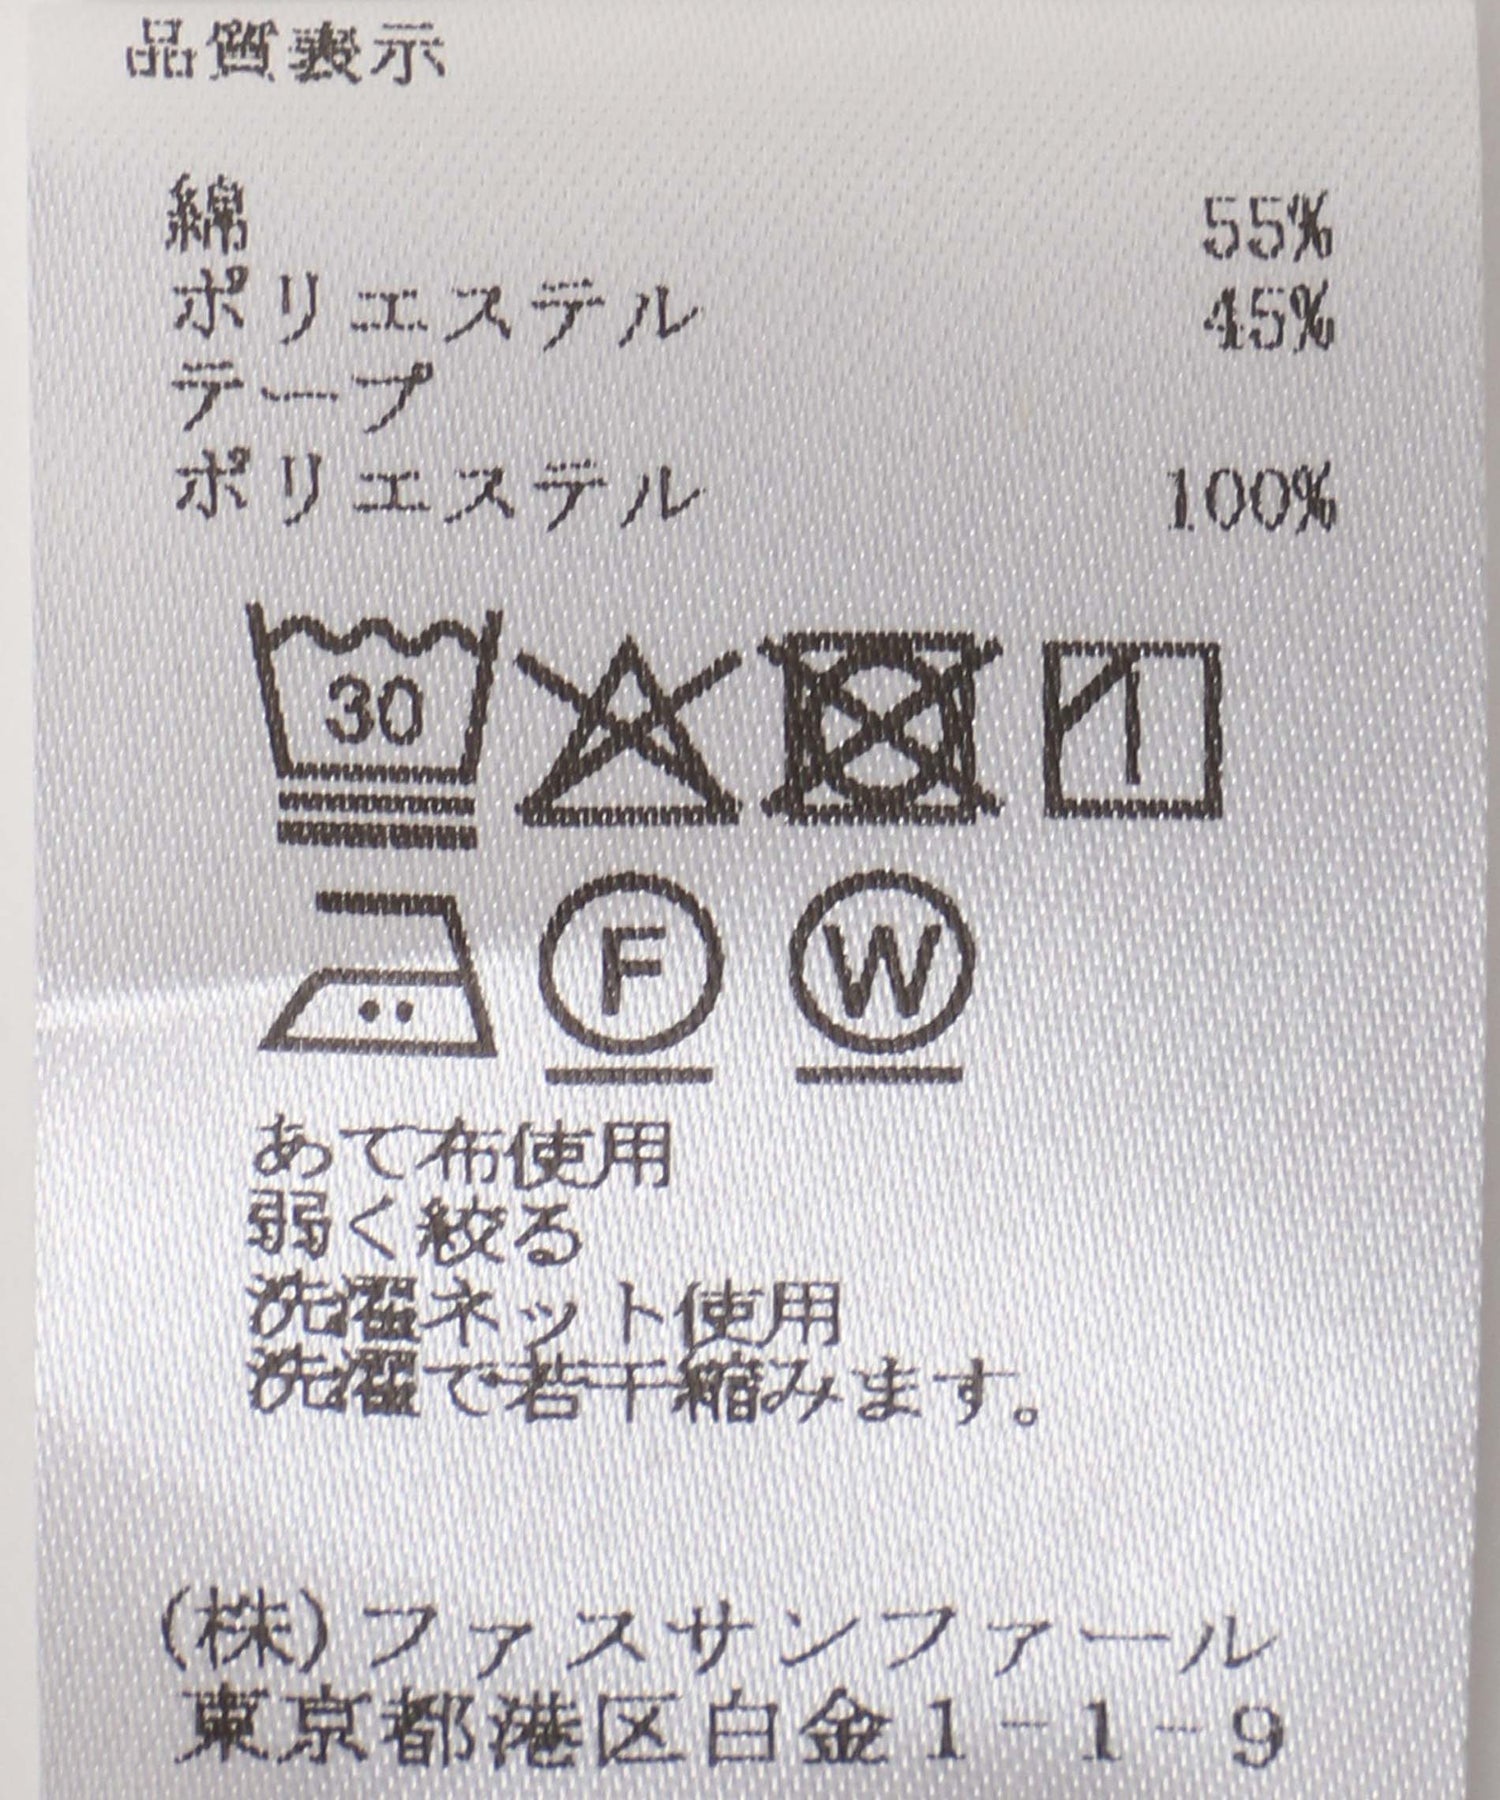 品質表示
綿 55%
ポリエステル 45%
テープ
ポリエステル 100%
30
F W
あて布使用
弱く絞る
洗濯ネット使用
洗濯で若干縮みます。
(株)ファスサンファール
東京都港区白金1-1-9